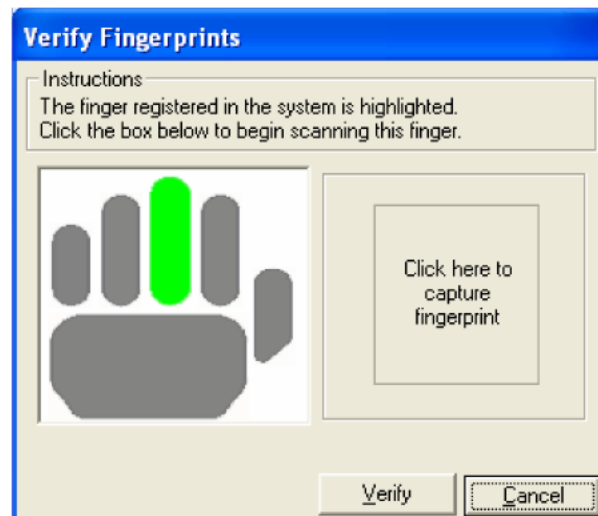 Verify Fingerprints
Instructions
The finger registered in the system is highlighted.
Click the box below to begin scanning this finger.
Click here to
capture
fingerprint
Verify
Cancel